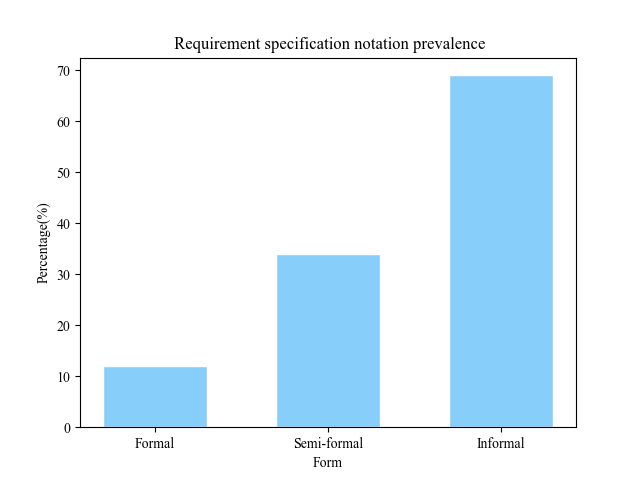 Requirement specification notation prevalence
70
60
50
40
30
20
10
0
Percentage(%)
Formal
Semi-formal
Informal
Form